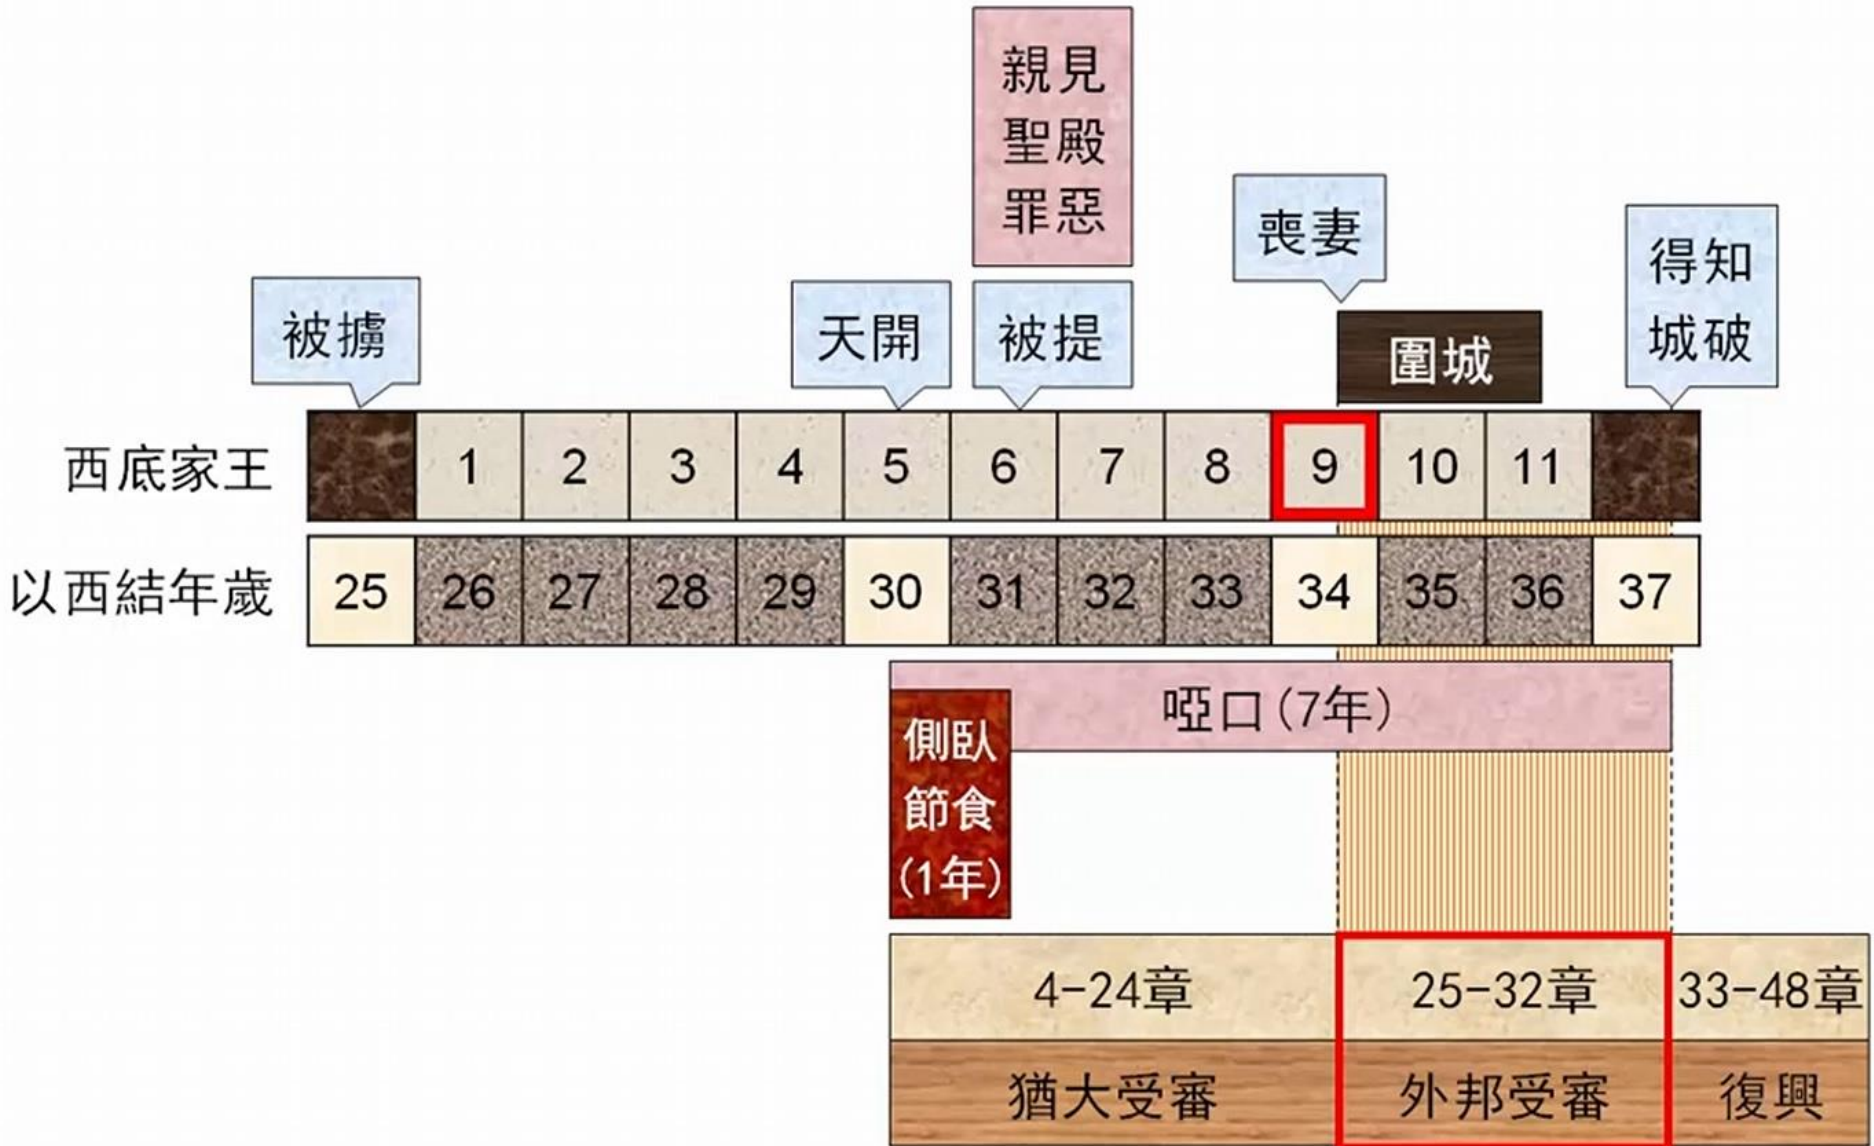 親見
聖殿
罪惡
喪妻
得知
城破
被擄
天開
被提
圍城
西底家王 1 2 3 4 5 6 7 8 9 10 11
以西結年歲 25 26 27 28 29 30 31 32 33 34 35 36 37
啞口(7年)
側臥
節食
(1年)
4-24章 25-32章 33-48章
猶大受審 外邦受審 復興